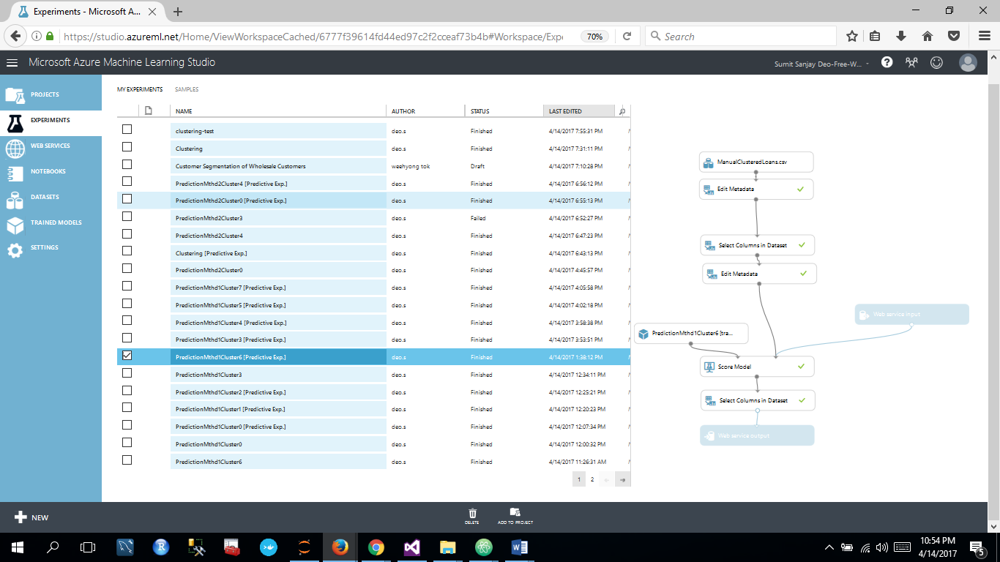 Experiments - Microsoft A...
https://studio.azureml.net/Home/ViewWorkspaceCached/6777f39614fd44ed97c2f2cceaf73b4b#Workspace/Expe
70%
Search
Microsoft Azure Machine Learning Studio
Sumit Sanjay Deo-Free-W...
PROJECTS
EXPERIMENTS
WEB SERVICES
NOTEBOOKS
DATASETS
TRAINED MODELS
SETTINGS
MY EXPERIMENTS SAMPLES
NAME AUTHOR STATUS LAST EDITED
clustering-test deo.s Finished 4/14/2017 7:55:31 PM
Clustering deo.s Finished 4/14/2017 7:31:11 PM
Customer Segmentation of Wholesale Customers weehyong tok Draft 4/14/2017 7:10:28 PM
PredictionMthd2Cluster4 [Predictive Exp.] deo.s Finished 4/14/2017 6:56:12 PM
PredictionMthd2Cluster0 [Predictive Exp.] deo.s Finished 4/14/2017 6:55:13 PM
PredictionMthd2Cluster3 deo.s Failed 4/14/2017 6:52:27 PM
PredictionMthd2Cluster4 deo.s Finished 4/14/2017 6:47:23 PM
Clustering [Predictive Exp.] deo.s Finished 4/14/2017 6:43:13 PM
PredictionMthd2Cluster0 deo.s Finished 4/14/2017 4:45:57 PM
PredictionMthd1Cluster7 [Predictive Exp.] deo.s Finished 4/14/2017 4:05:58 PM
PredictionMthd1Cluster5 [Predictive Exp.] deo.s Finished 4/14/2017 4:02:18 PM
PredictionMthd1Cluster4 [Predictive Exp.] deo.s Finished 4/14/2017 3:58:38 PM
PredictionMthd1Cluster3 [Predictive Exp.] deo.s Finished 4/14/2017 3:53:51 PM
PredictionMthd1Cluster6 [Predictive Exp.] deo.s Finished 4/14/2017 1:38:12 PM
PredictionMthd1Cluster3 deo.s Finished 4/14/2017 12:34:11 PM
PredictionMthd1Cluster2 [Predictive Exp.] deo.s Finished 4/14/2017 12:25:21 PM
PredictionMthd1Cluster1 [Predictive Exp.] deo.s Finished 4/14/2017 12:20:23 PM
PredictionMthd1Cluster0 [Predictive Exp.] deo.s Finished 4/14/2017 12:07:34 PM
PredictionMthd1Cluster0 deo.s Finished 4/14/2017 12:00:32 PM
PredictionMthd1Cluster6 deo.s Finished 4/14/2017 11:26:31 AM
1 2
ManualClusteredLoans.csv
Edit Metadata
Select Columns in Dataset
Edit Metadata
Web service input
PredictionMthd1Cluster6 [tra...
Score Model
Select Columns in Dataset
Web service output
NEW
DELETE
ADD TO PROJECT
10:54 PM
4/14/2017
5